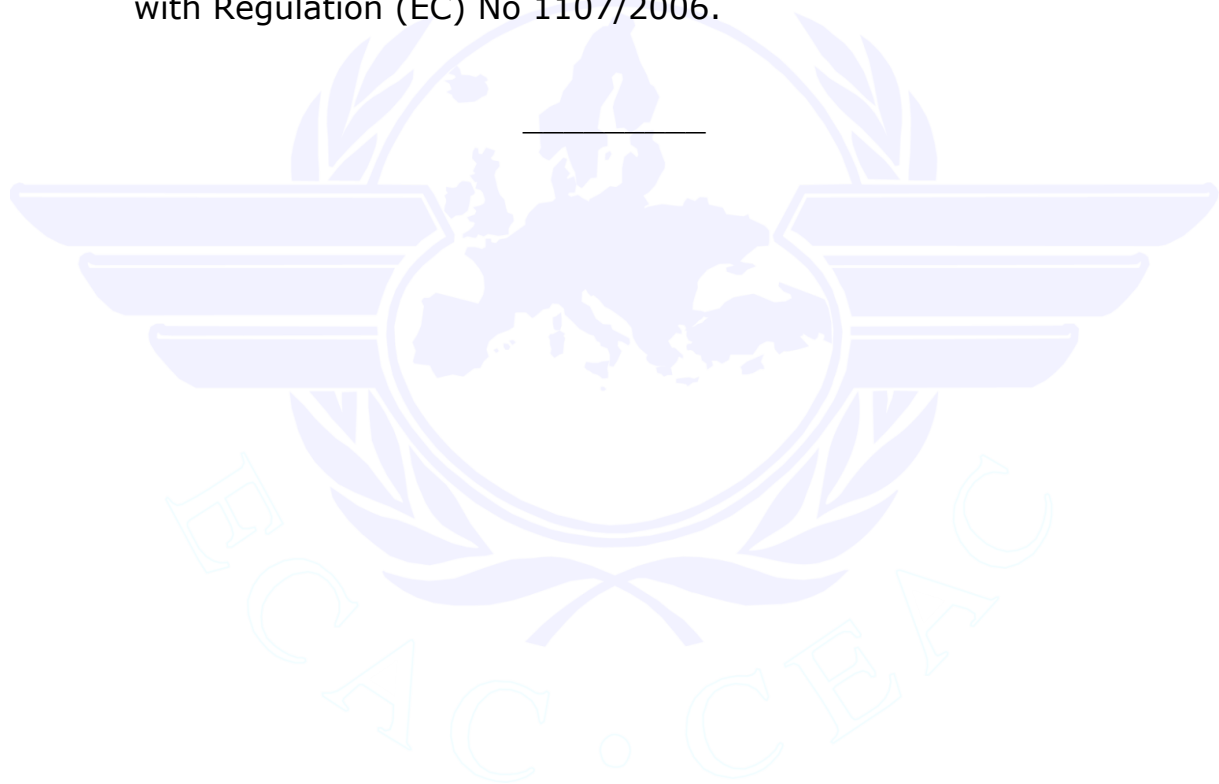 with Regulation (EC) No 1107/2006.
ECAC · CEAC